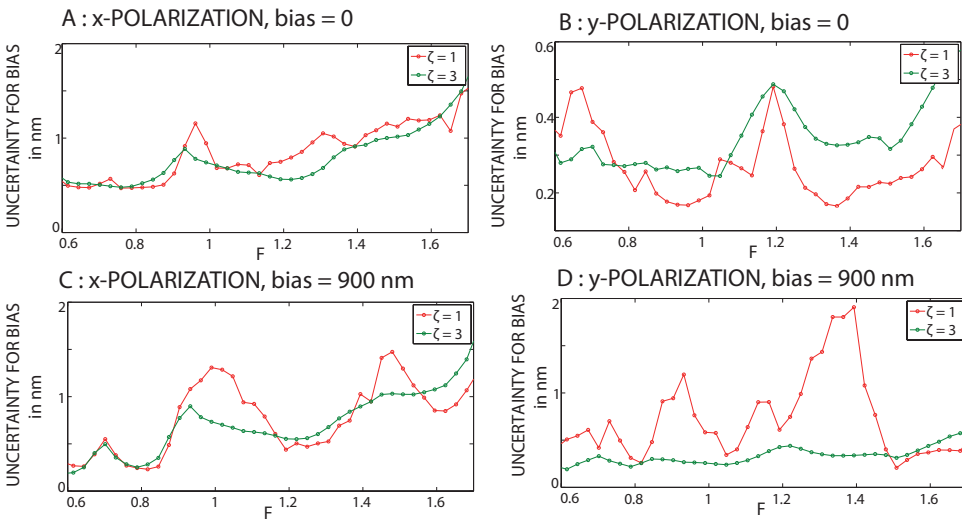 A : x-POLARIZATION, bias = 0
UNCERTAINTY FOR BIAS
in nm
2
1
0
0.6
0.8
1
1.2
1.4
1.6
F
ζ = 1
ζ = 3
B : y-POLARIZATION, bias = 0
UNCERTAINTY FOR BIAS
in nm
0.6
0.4
0.2
0.6
0.8
1
1.2
1.4
1.6
F
ζ = 1
ζ = 3
C : x-POLARIZATION, bias = 900 nm
UNCERTAINTY FOR BIAS
in nm
2
1
0
0.6
0.8
1
1.2
1.4
1.6
F
ζ = 1
ζ = 3
D : y-POLARIZATION, bias = 900 nm
UNCERTAINTY FOR BIAS
in nm
2
1
0
0.6
0.8
1
1.2
1.4
1.6
F
ζ = 1
ζ = 3